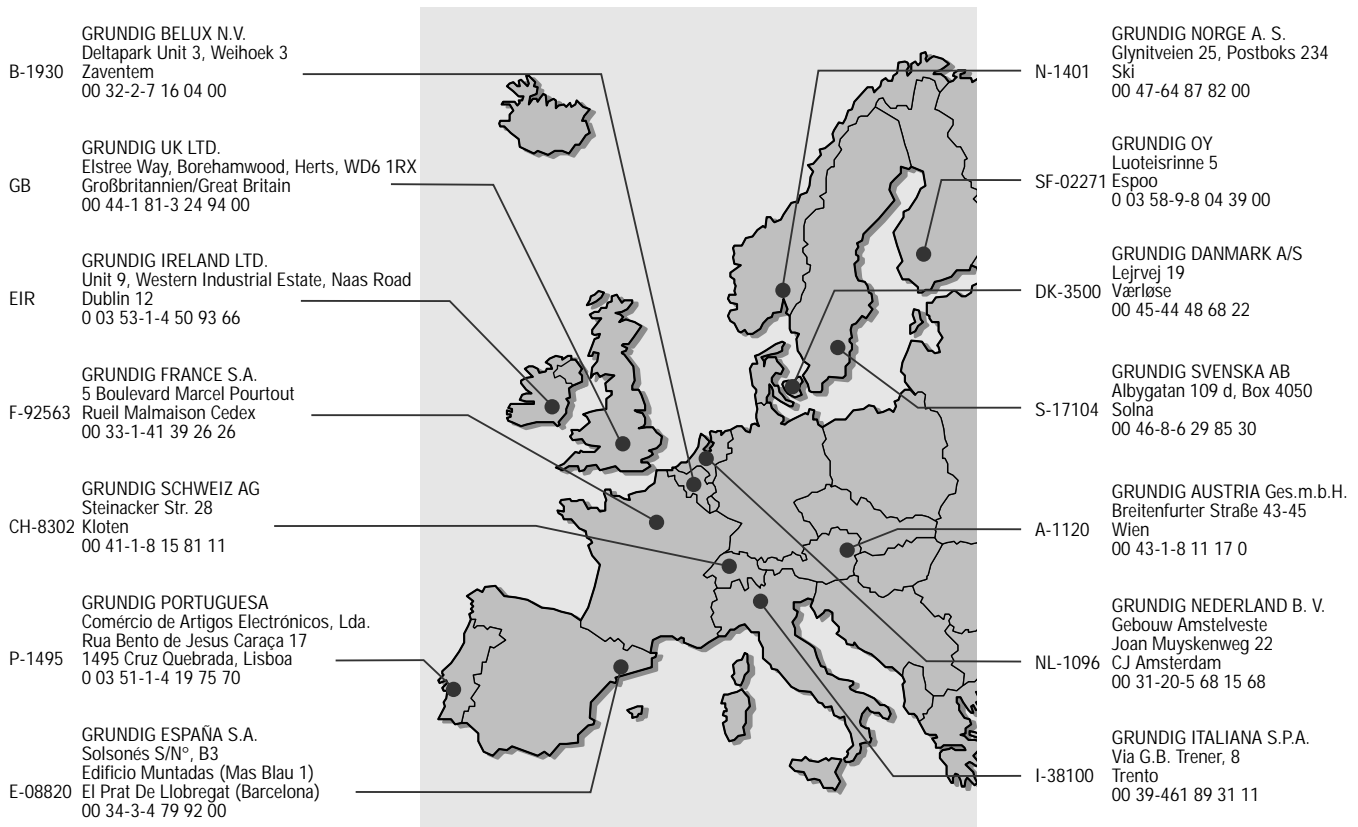 GRUNDIG BELUX N.V.
Deltapark Unit 3, Weihoek 3
B-1930 Zaventem
00 32-2-7 16 04 00
GRUNDIG UK LTD.
Elstree Way, Borehamwood, Herts, WD6 1RX
GB Großbritannien/Great Britain
00 44-1 81-3 24 94 00
GRUNDIG IRELAND LTD.
Unit 9, Western Industrial Estate, Naas Road
EIR Dublin 12
0 03 53-1-4 50 93 66
GRUNDIG FRANCE S.A.
5 Boulevard Marcel Pourtout
F-92563 Rueil Malmaison Cedex
00 33-1-41 39 26 26
GRUNDIG SCHWEIZ AG
Steinacker Str. 28
CH-8302 Kloten
00 41-1-8 15 81 11
GRUNDIG PORTUGUESA
Comércio de Artigos Electrónicos, Lda.
Rua Bento de Jesus Caraça 17
P-1495 1495 Cruz Quebrada, Lisboa
0 03 51-1-4 19 75 70
GRUNDIG ESPAÑA S.A.
Solsonés S/N°, B3
Edificio Muntadas (Mas Blau 1)
E-08820 El Prat De Llobregat (Barcelona)
00 34-3-4 79 92 00
GRUNDIG NORGE A. S.
Glynitveien 25, Postboks 234
N-1401 Ski
00 47-64 87 82 00
GRUNDIG OY
Luoteisrinne 5
SF-02271 Espoo
0 03 58-9-8 04 39 00
GRUNDIG DANMARK A/S
Lejrvej 19
DK-3500 Værløse
00 45-44 48 68 22
GRUNDIG SVENSKA AB
Albygatan 109 d, Box 4050
S-17104 Solna
00 46-8-6 29 85 30
GRUNDIG AUSTRIA Ges.m.b.H.
Breitenfurter Straße 43-45
A-1120 Wien
00 43-1-8 11 17 0
GRUNDIG NEDERLAND B. V.
Gebouw Amstelveste
Joan Muyskenweg 22
NL-1096 CJ Amsterdam
00 31-20-5 68 15 68
GRUNDIG ITALIANA S.P.A.
Via G.B. Trener, 8
I-38100 Trento
00 39-461 89 31 11